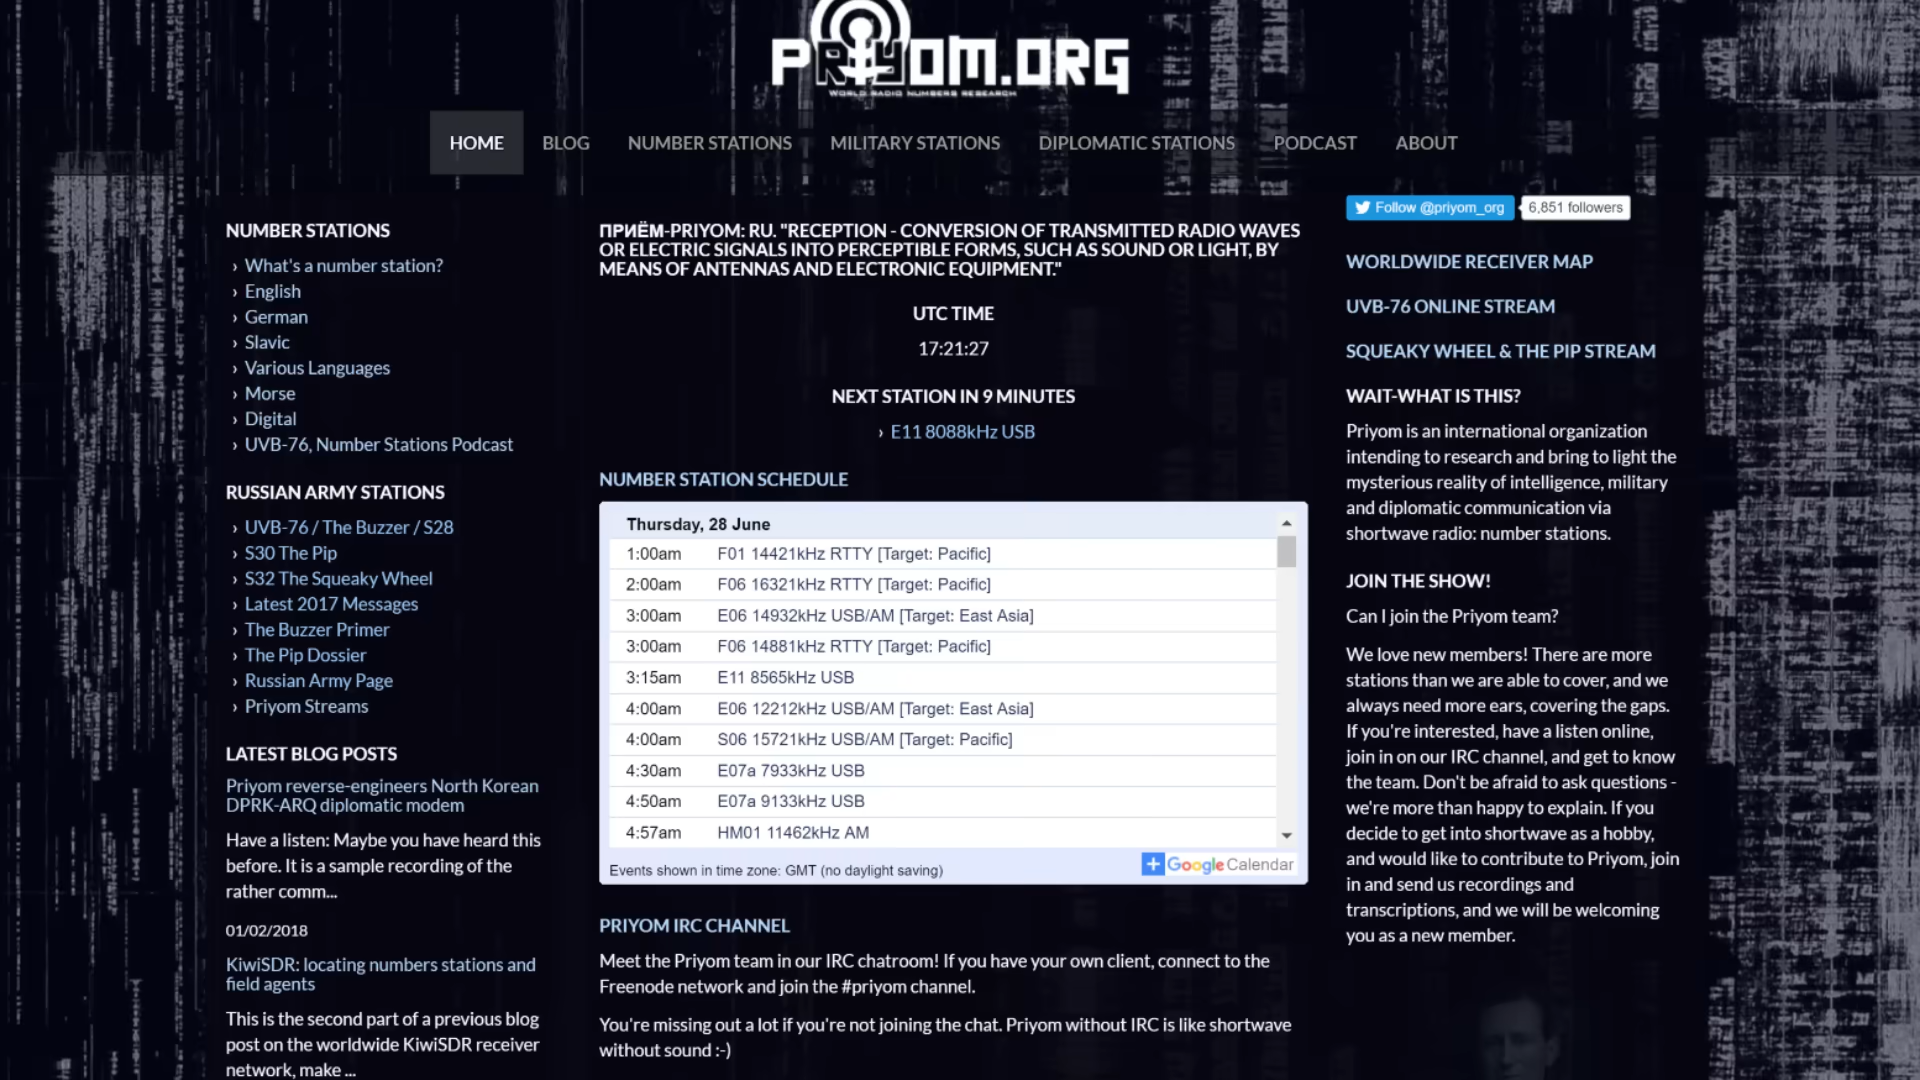 PRIYOM.ORG
WORLD RADIO NUMBERS RESEARCH
HOME
BLOG
NUMBER STATIONS
MILITARY STATIONS
DIPLOMATIC STATIONS
PODCAST
ABOUT
NUMBER STATIONS
› What's a number station?
› English
› German
› Slavic
› Various Languages
› Morse
› Digital
› UVB-76, Number Stations Podcast
RUSSIAN ARMY STATIONS
› UVB-76 / The Buzzer / S28
› S30 The Pip
› S32 The Squeaky Wheel
› Latest 2017 Messages
› The Buzzer Primer
› The Pip Dossier
› Russian Army Page
› Priyom Streams
LATEST BLOG POSTS
Priyom reverse-engineers North Korean
DPRK-ARQ diplomatic modem
Have a listen: Maybe you have heard this
before. It is a sample recording of the
rather comm...
01/02/2018
KiwiSDR: locating numbers stations and
field agents
This is the second part of a previous blog
post on the worldwide KiwiSDR receiver
network, make ...
ПРИЁМ-PRIYOM: RU. "RECEPTION - CONVERSION OF TRANSMITTED RADIO WAVES
OR ELECTRIC SIGNALS INTO PERCEPTIBLE FORMS, SUCH AS SOUND OR LIGHT, BY
MEANS OF ANTENNAS AND ELECTRONIC EQUIPMENT."
UTC TIME
17:21:27
NEXT STATION IN 9 MINUTES
› E11 8088kHz USB
NUMBER STATION SCHEDULE
Thursday, 28 June
1:00am F01 14421kHz RTTY [Target: Pacific]
2:00am F06 16321kHz RTTY [Target: Pacific]
3:00am E06 14932kHz USB/AM [Target: East Asia]
3:00am F06 14881kHz RTTY [Target: Pacific]
3:15am E11 8565kHz USB
4:00am E06 12212kHz USB/AM [Target: East Asia]
4:00am S06 15721kHz USB/AM [Target: Pacific]
4:30am E07a 7933kHz USB
4:50am E07a 9133kHz USB
4:57am HM01 11462kHz AM
Events shown in time zone: GMT (no daylight saving)
+ Google Calendar
PRIYOM IRC CHANNEL
Meet the Priyom team in our IRC chatroom! If you have your own client, connect to the
Freenode network and join the #priyom channel.
You're missing out a lot if you're not joining the chat. Priyom without IRC is like shortwave
without sound :-)
Follow @priyom_org
6,851 followers
WORLDWIDE RECEIVER MAP
UVB-76 ONLINE STREAM
SQUEAKY WHEEL & THE PIP STREAM
WAIT-WHAT IS THIS?
Priyom is an international organization
intending to research and bring to light the
mysterious reality of intelligence, military
and diplomatic communication via
shortwave radio: number stations.
JOIN THE SHOW!
Can I join the Priyom team?
We love new members! There are more
stations than we are able to cover, and we
always need more ears, covering the gaps.
If you're interested, have a listen online,
join in on our IRC channel, and get to know
the team. Don't be afraid to ask questions -
we're more than happy to explain. If you
decide to get into shortwave as a hobby,
and would like to contribute to Priyom, join
in and send us recordings and
transcriptions, and we will be welcoming
you as a new member.